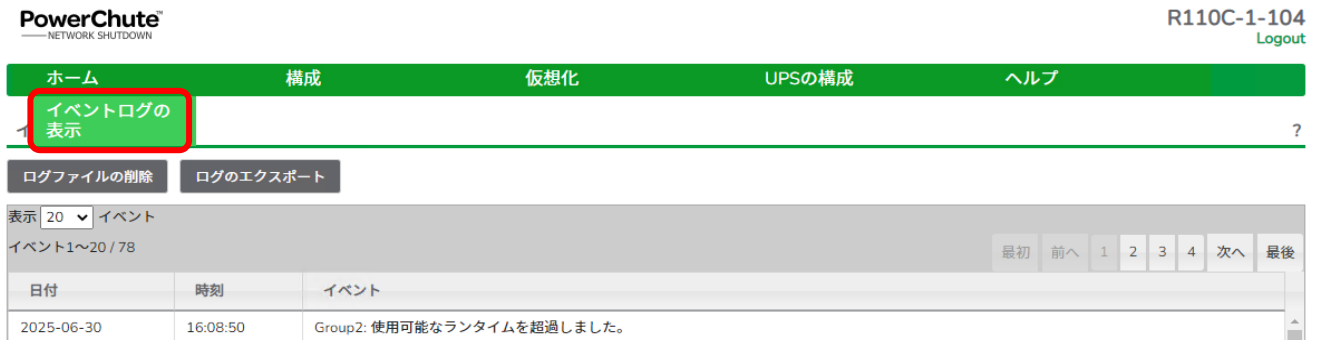 PowerChute™
NETWORK SHUTDOWN
R110C-1-104
Logout
ホーム 構成 仮想化 UPSの構成 ヘルプ
イベントログの
表示
イ
?
ログファイルの削除 ログのエクスポート
表示 20 イベント
イベント1～20 / 78
最初 前へ 1 2 3 4 次へ 最後
日付 時刻 イベント
2025-06-30 16:08:50 Group2: 使用可能なランタイムを超過しました。